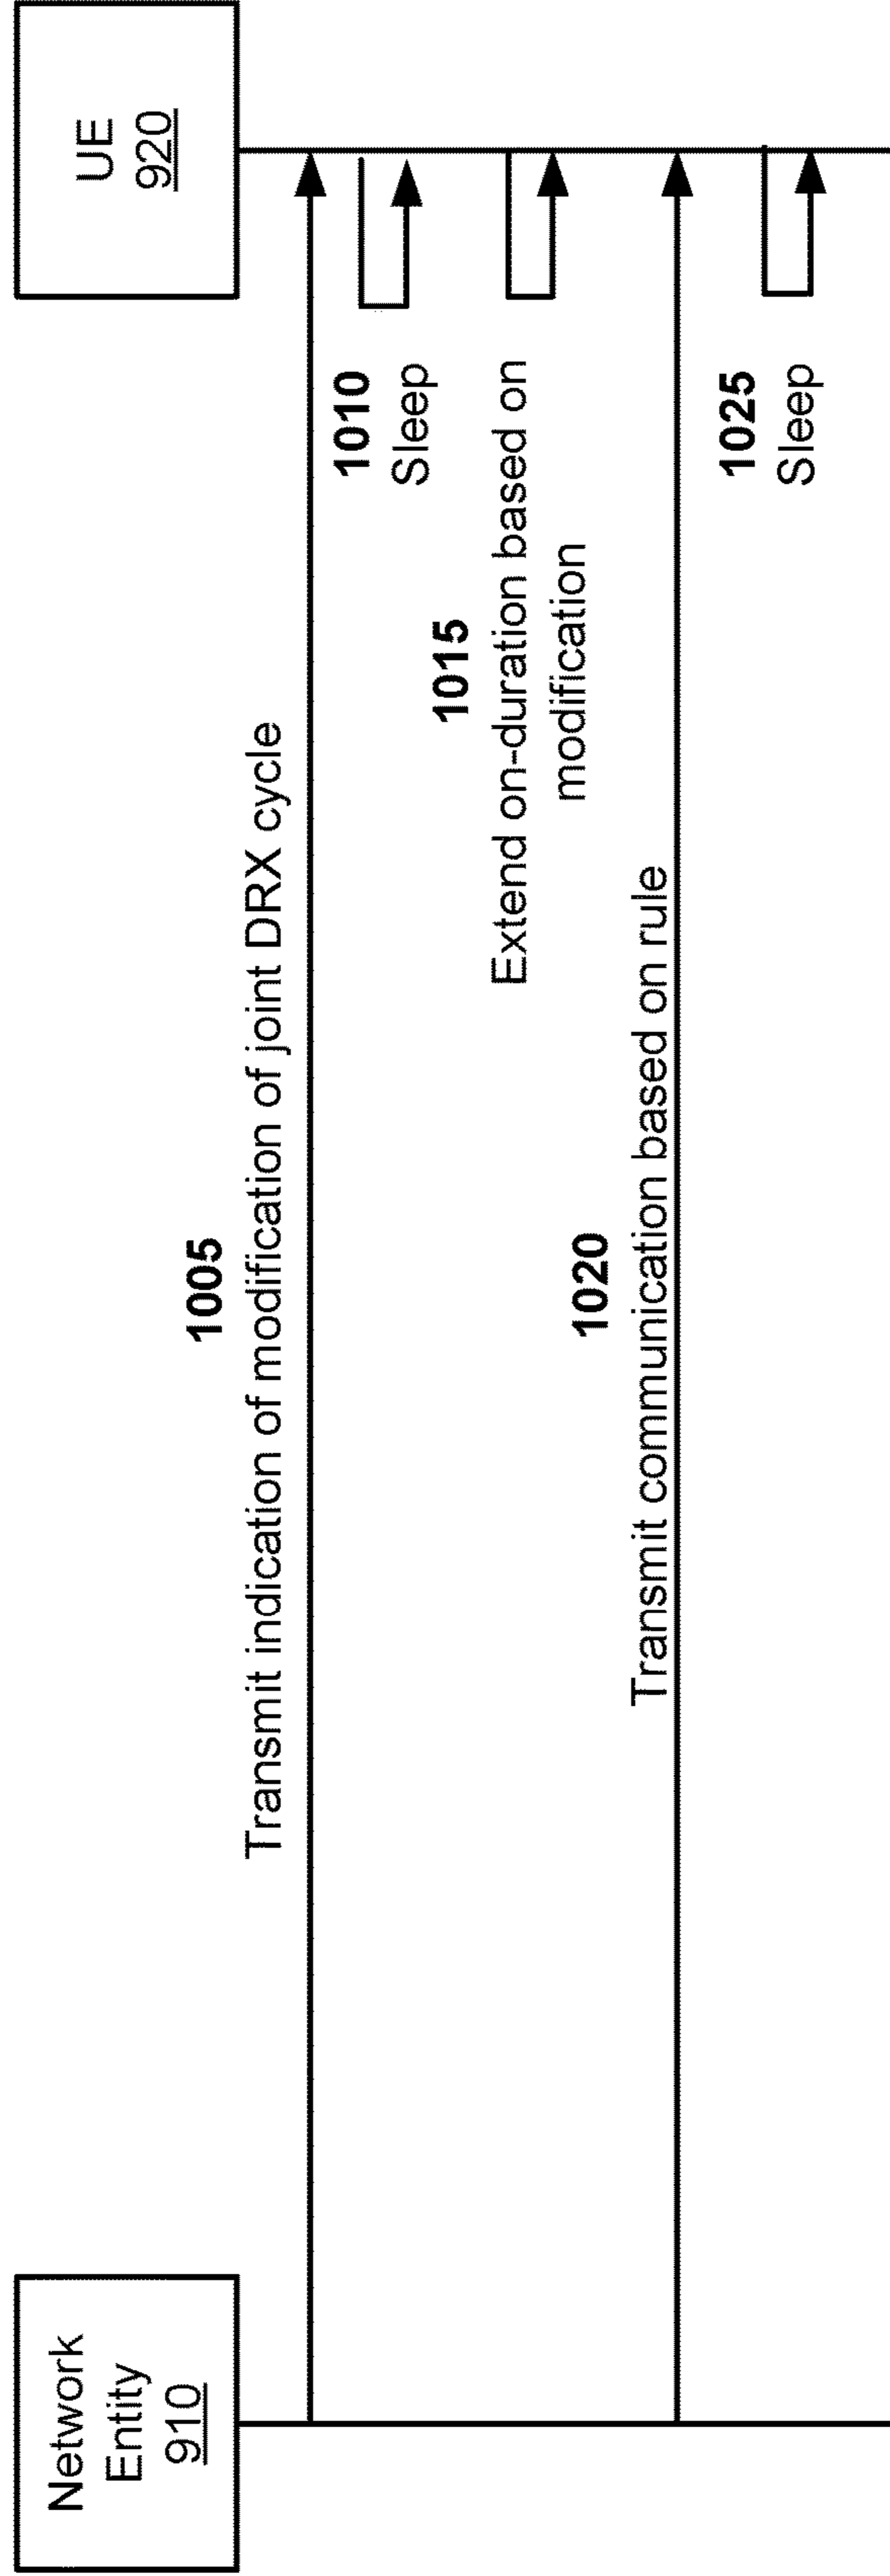 Network
Entity
910
UE
920
1005
Transmit indication of modification of joint DRX cycle
1010
Sleep
1015
Extend on-duration based on
modification
1020
Transmit communication based on rule
1025
Sleep